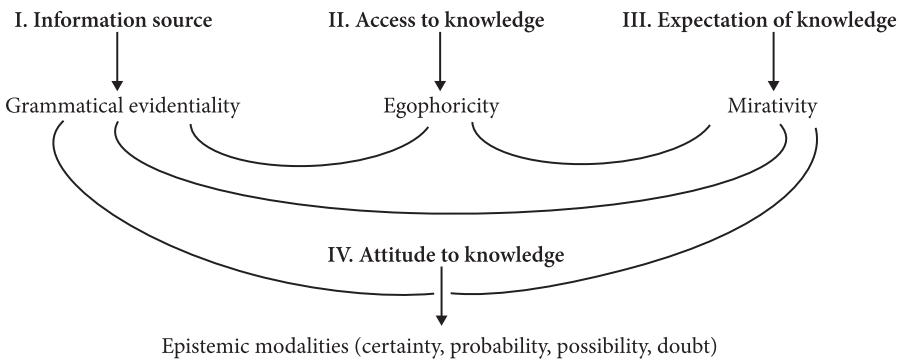 I. Information source
II. Access to knowledge
III. Expectation of knowledge
Grammatical evidentiality
Egophoricity
Mirativity
IV. Attitude to knowledge
Epistemic modalities (certainty, probability, possibility, doubt)